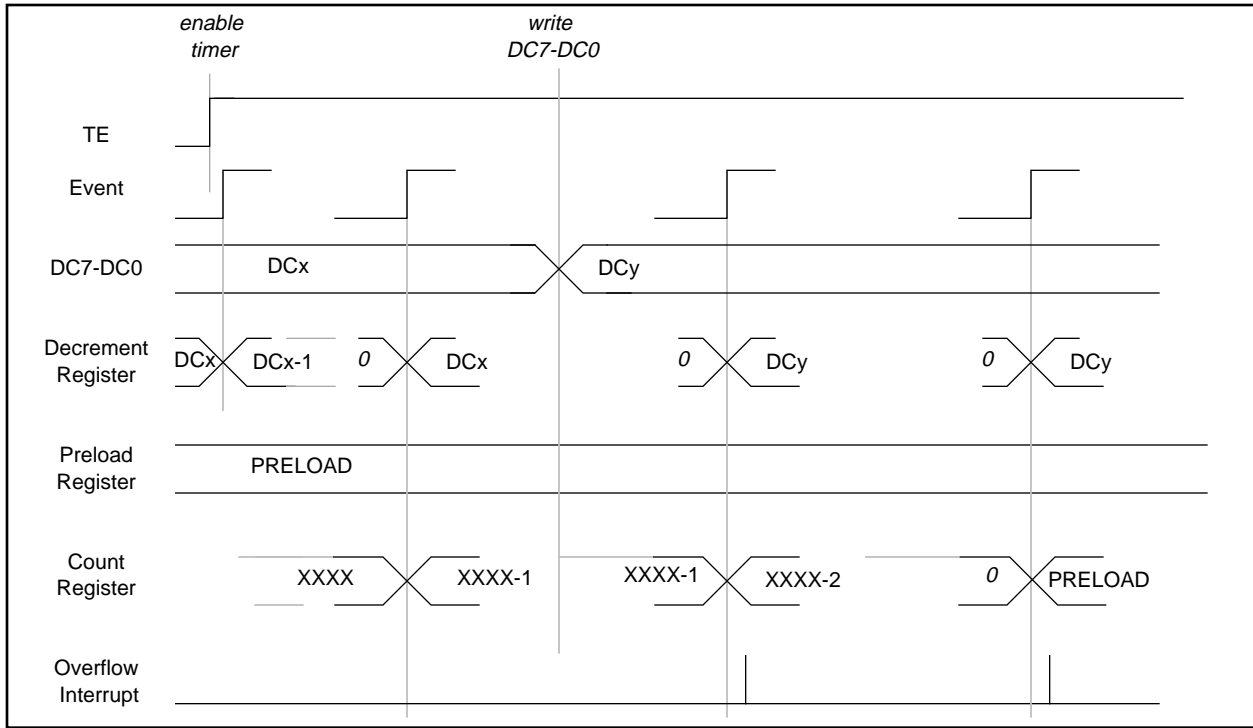 enable
timer
write
DC7-DC0
TE
Event
DC7-DC0
DCx
DCy
Decrement
Register
DCx
DCx-1
0
DCx
0
DCy
0
DCy
Preload
Register
PRELOAD
Count
Register
XXXX
XXXX-1
XXXX-1
XXXX-2
0
PRELOAD
Overflow
Interrupt